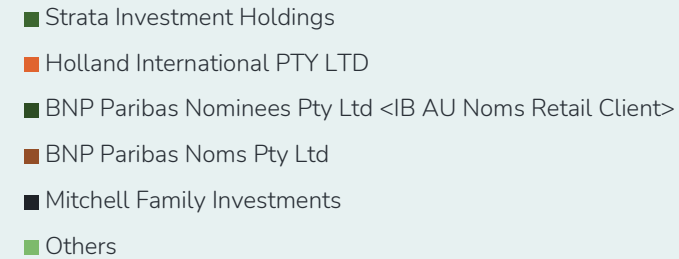 Strata Investment Holdings
Holland International PTY LTD
BNP Paribas Nominees Pty Ltd <IB AU Noms Retail Client>
BNP Paribas Noms Pty Ltd
Mitchell Family Investments
Others